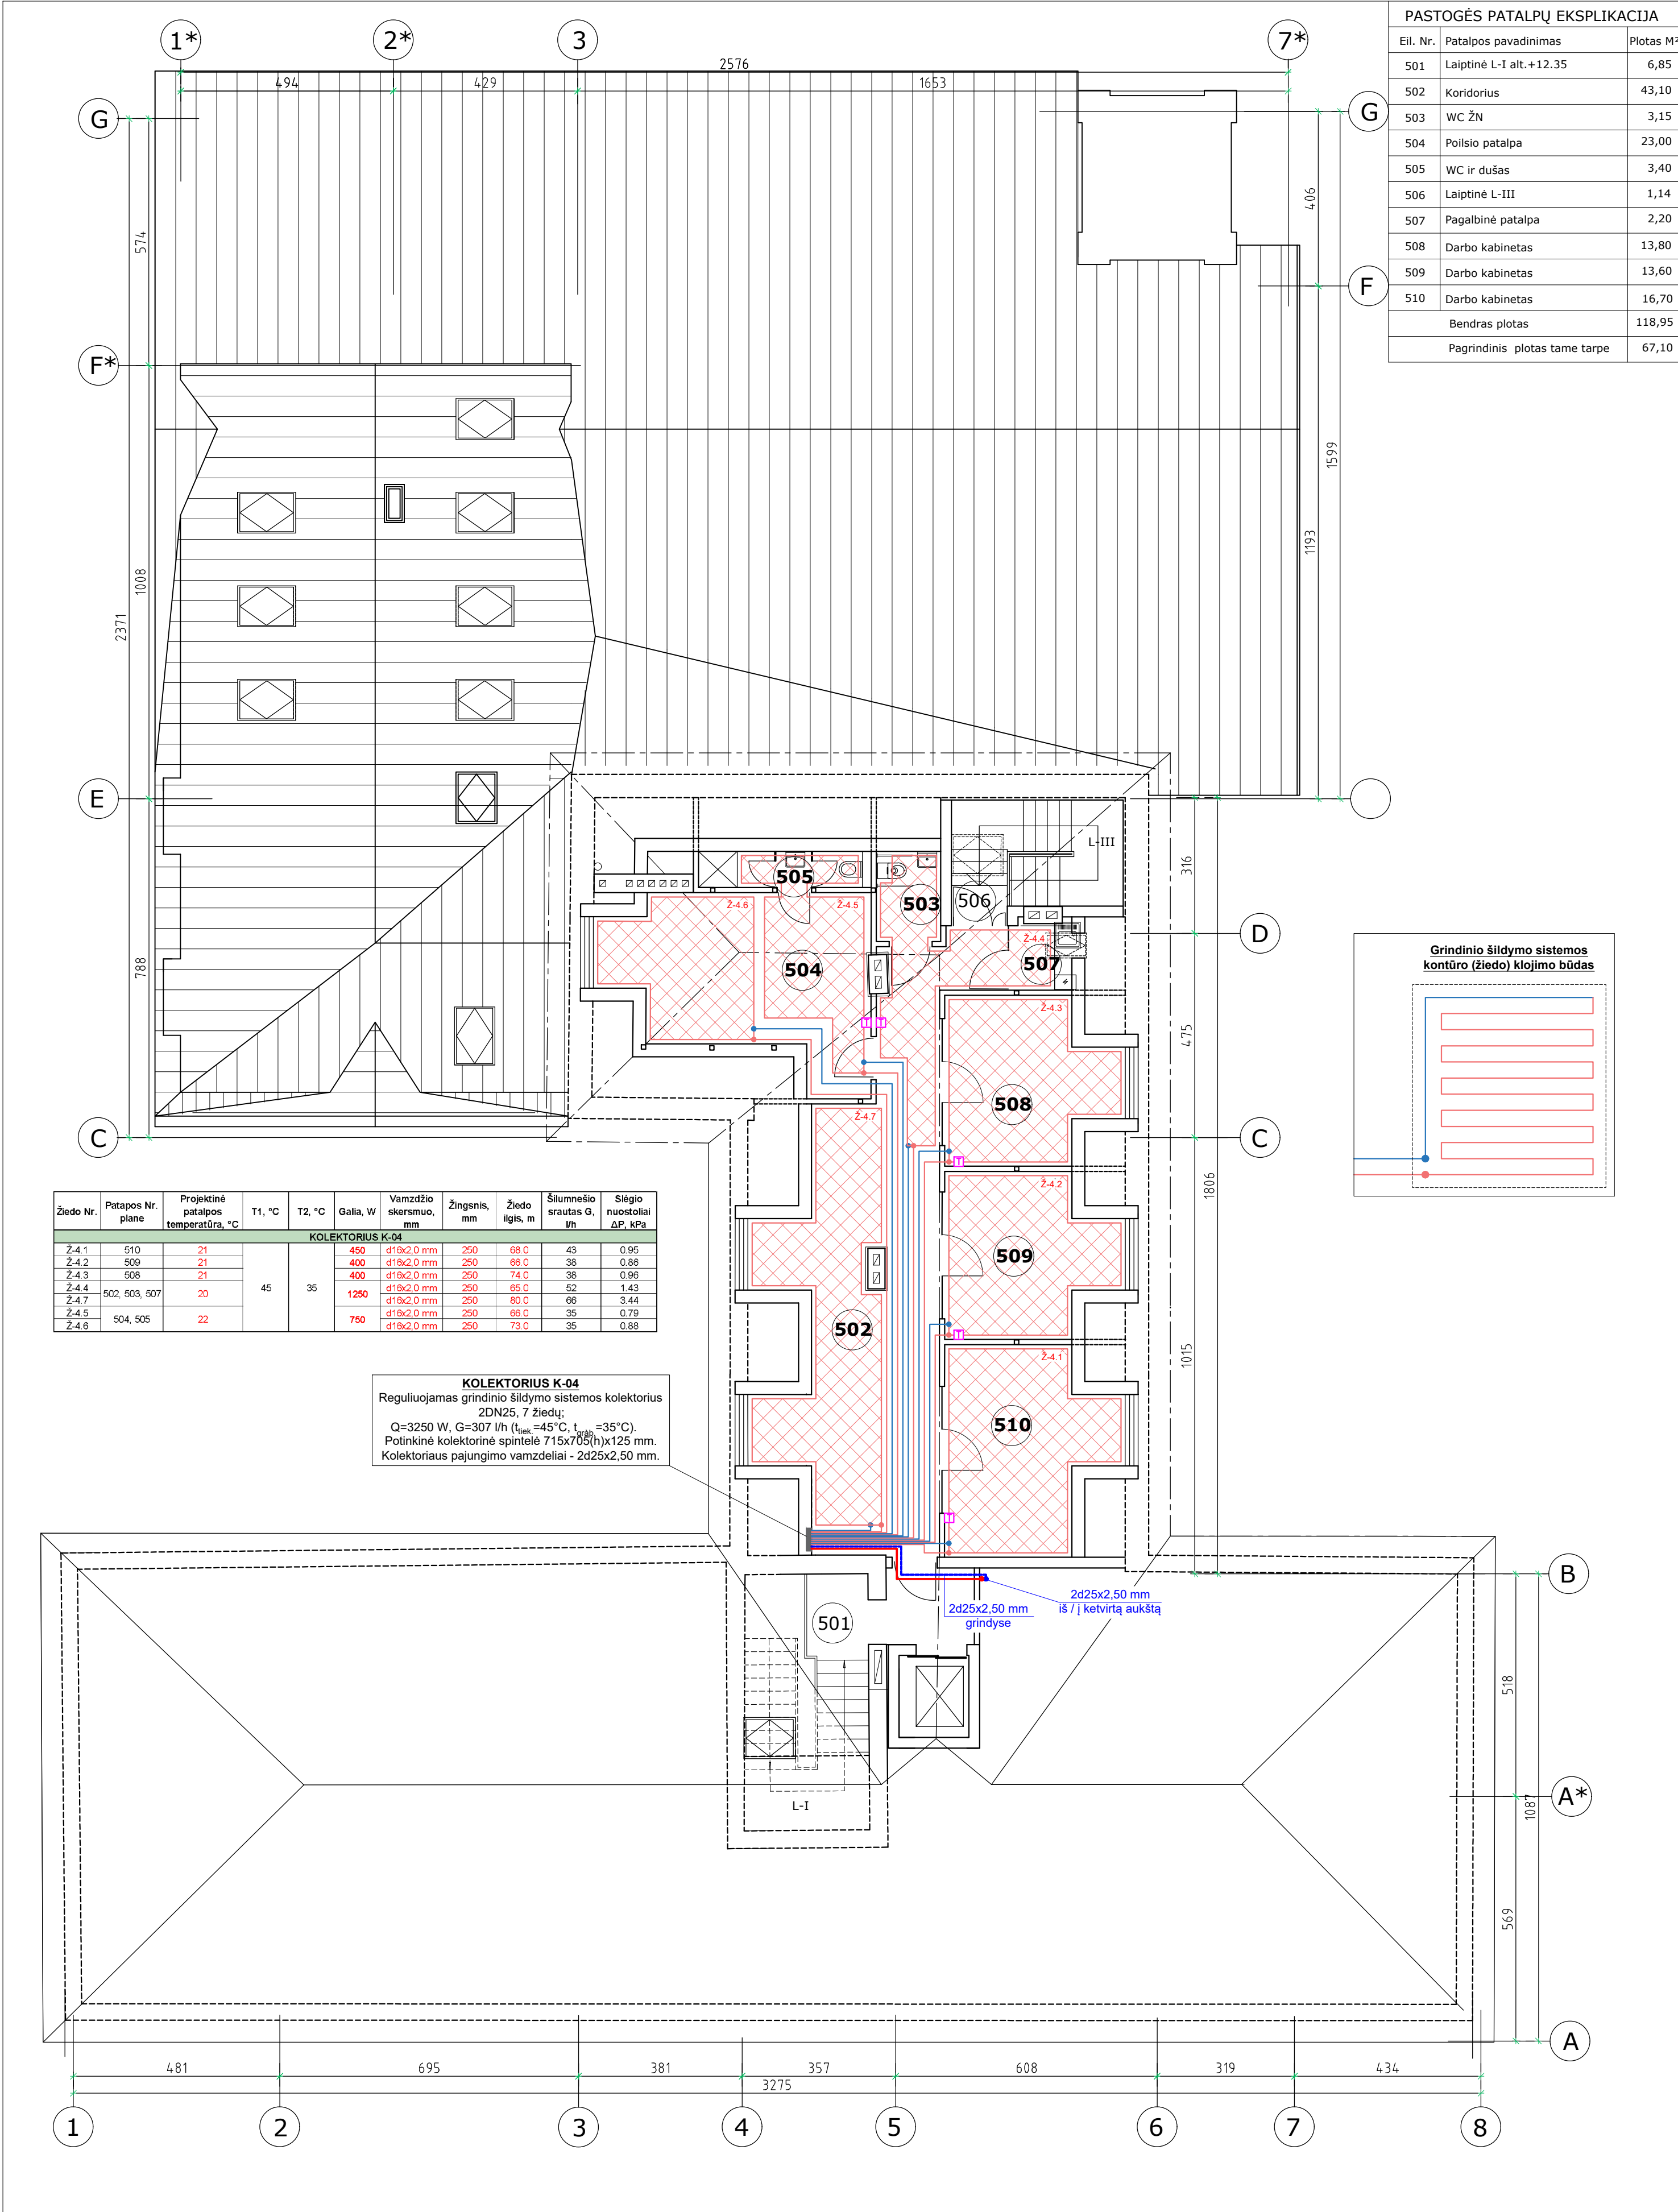 PASTOGĖS PATALPŲ EKSPLIKACIJA
Eil. Nr. Patalpos pavadinimas Plotas M²
501 Laiptinė L-I alt.+12.35 6,85
502 Koridorius 43,10
503 WC ŽN 3,15
504 Poilsio patalpa 23,00
505 WC ir dušas 3,40
506 Laiptinė L-III 1,14
507 Pagalbinė patalpa 2,20
508 Darbo kabinetas 13,80
509 Darbo kabinetas 13,60
510 Darbo kabinetas 16,70
Bendras plotas 118,95
Pagrindinis plotas tame tarpe 67,10
1* 2* 3 7*
2576
494 429 1653
G
G
406
574
F
F*
1599
1193
1008
2371
E
788
316
L-III
505
503
506
Ž-4.6
Ž-4.5
D
Ž-4.4
507
504
Ž-4.3
T T
475
508
Ž-4.7
C
C
T
Ž-4.2
1806
509
502
T
Ž-4.1
1015
510
T
Grindinio šildymo sistemos
kontūro (žiedo) klojimo būdas
Žiedo Nr. Patapos Nr. plane Projektinė patalpos temperatūra, °C T1, °C T2, °C Galia, W Vamzdžio skersmuo, mm Žingsnis, mm Žiedo ilgis, m Šilumnešio srautas G, l/h Slėgio nuostoliai ΔP, kPa
KOLEKTORIUS K-04
Ž-4.1 510 21 45 35 450 d16x2,0 mm 250 68.0 43 0.95
Ž-4.2 509 21 400 d16x2,0 mm 250 66.0 38 0.86
Ž-4.3 508 21 400 d16x2,0 mm 250 74.0 38 0.96
Ž-4.4 502, 503, 507 20 1250 d16x2,0 mm 250 65.0 52 1.43
Ž-4.7 d16x2,0 mm 250 80.0 66 3.44
Ž-4.5 504, 505 22 750 d16x2,0 mm 250 66.0 35 0.79
Ž-4.6 d16x2,0 mm 250 73.0 35 0.88
KOLEKTORIUS K-04
Reguliuojamas grindinio šildymo sistemos kolektorius
2DN25, 7 žiedų;
Q=3250 W, G=307 l/h (ttiek.=45°C, tgrąb.=35°C).
Potinkinė kolektorinė spintelė 715x705(h)x125 mm.
Kolektoriaus pajungimo vamzdeliai - 2d25x2,50 mm.
B
2d25x2,50 mm
iš / į ketvirtą aukštą
2d25x2,50 mm
grindyse
501
518
L-I
A*
1087
569
A
481 695 381 357 608 319 434
3275
1 2 3 4 5 6 7 8